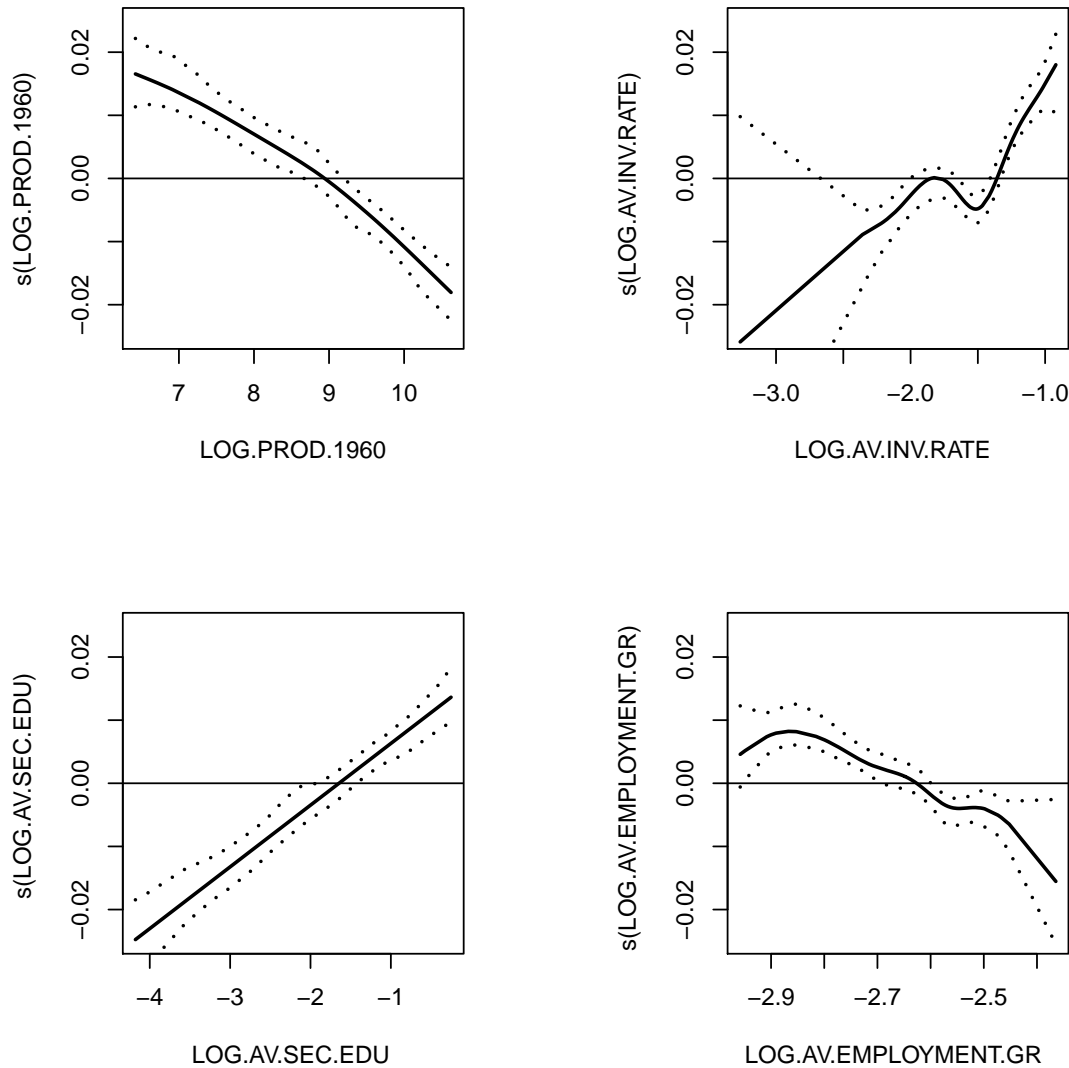 s(LOG.PROD.1960)
0.02
0.00
−0.02
7 8 9 10
LOG.PROD.1960
s(LOG.AV.INV.RATE)
0.02
0.00
−0.02
−3.0 −2.0 −1.0
LOG.AV.INV.RATE
s(LOG.AV.SEC.EDU)
0.02
0.00
−0.02
−4 −3 −2 −1
LOG.AV.SEC.EDU
s(LOG.AV.EMPLOYMENT.GR)
0.02
0.00
−0.02
−2.9 −2.7 −2.5
LOG.AV.EMPLOYMENT.GR